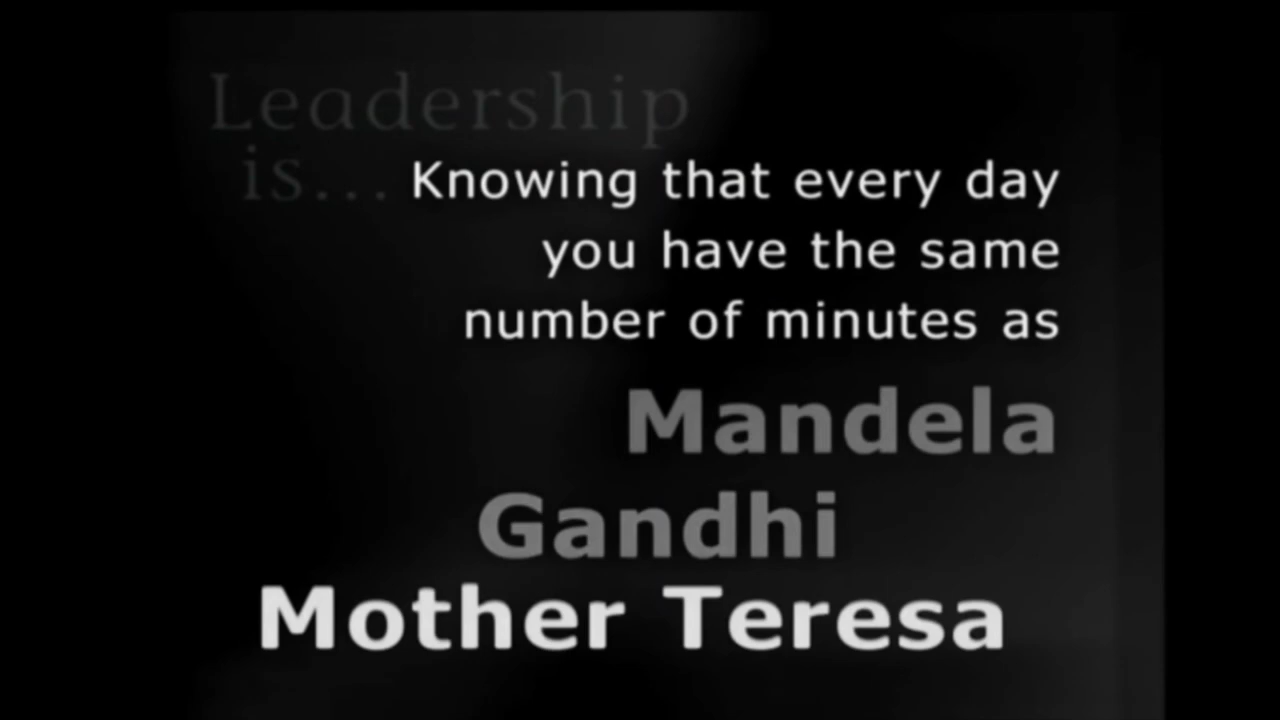 Leadership
is... Knowing that every day
you have the same
number of minutes as
Mandela
Gandhi
Mother Teresa